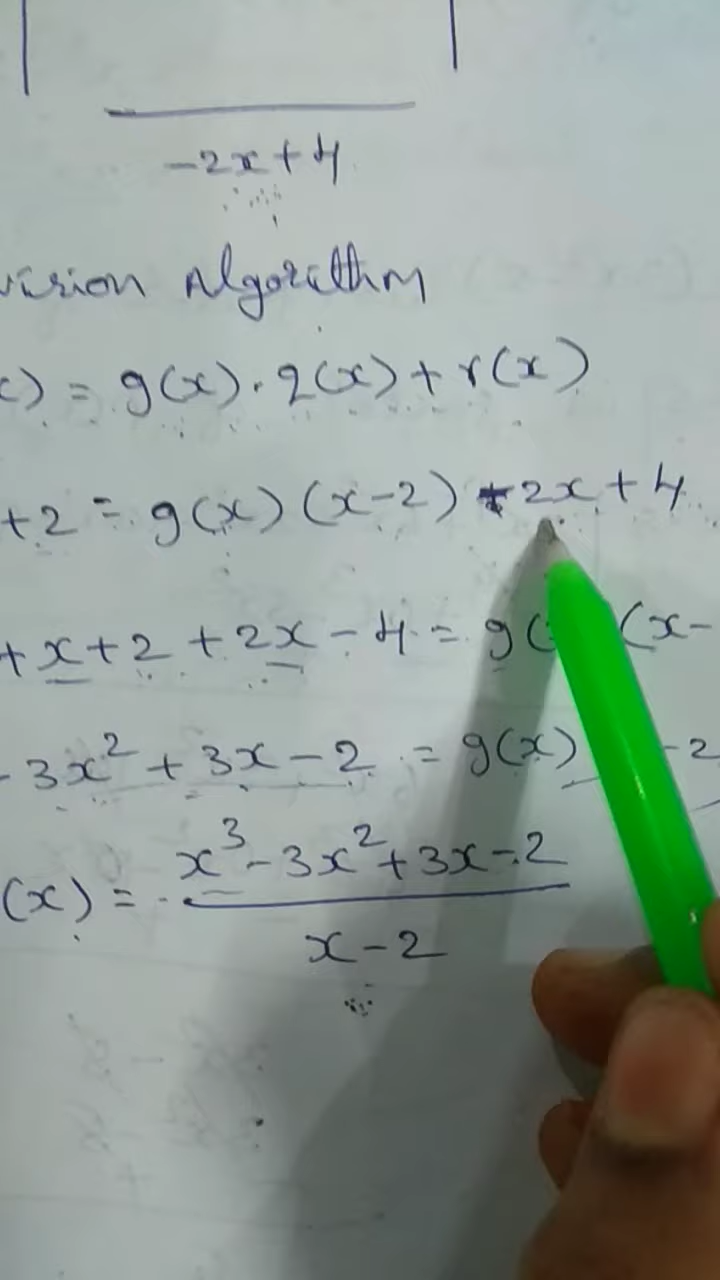 -2x+4
vision Algorithm
x) = g(x) · q(x) + r(x)
+2 = g(x) (x-2) -2x+4
+x+2+2x-4 = g( (x-
-3x²+3x-2 = g(x) -2
(x) = x³-3x²+3x-2
x-2